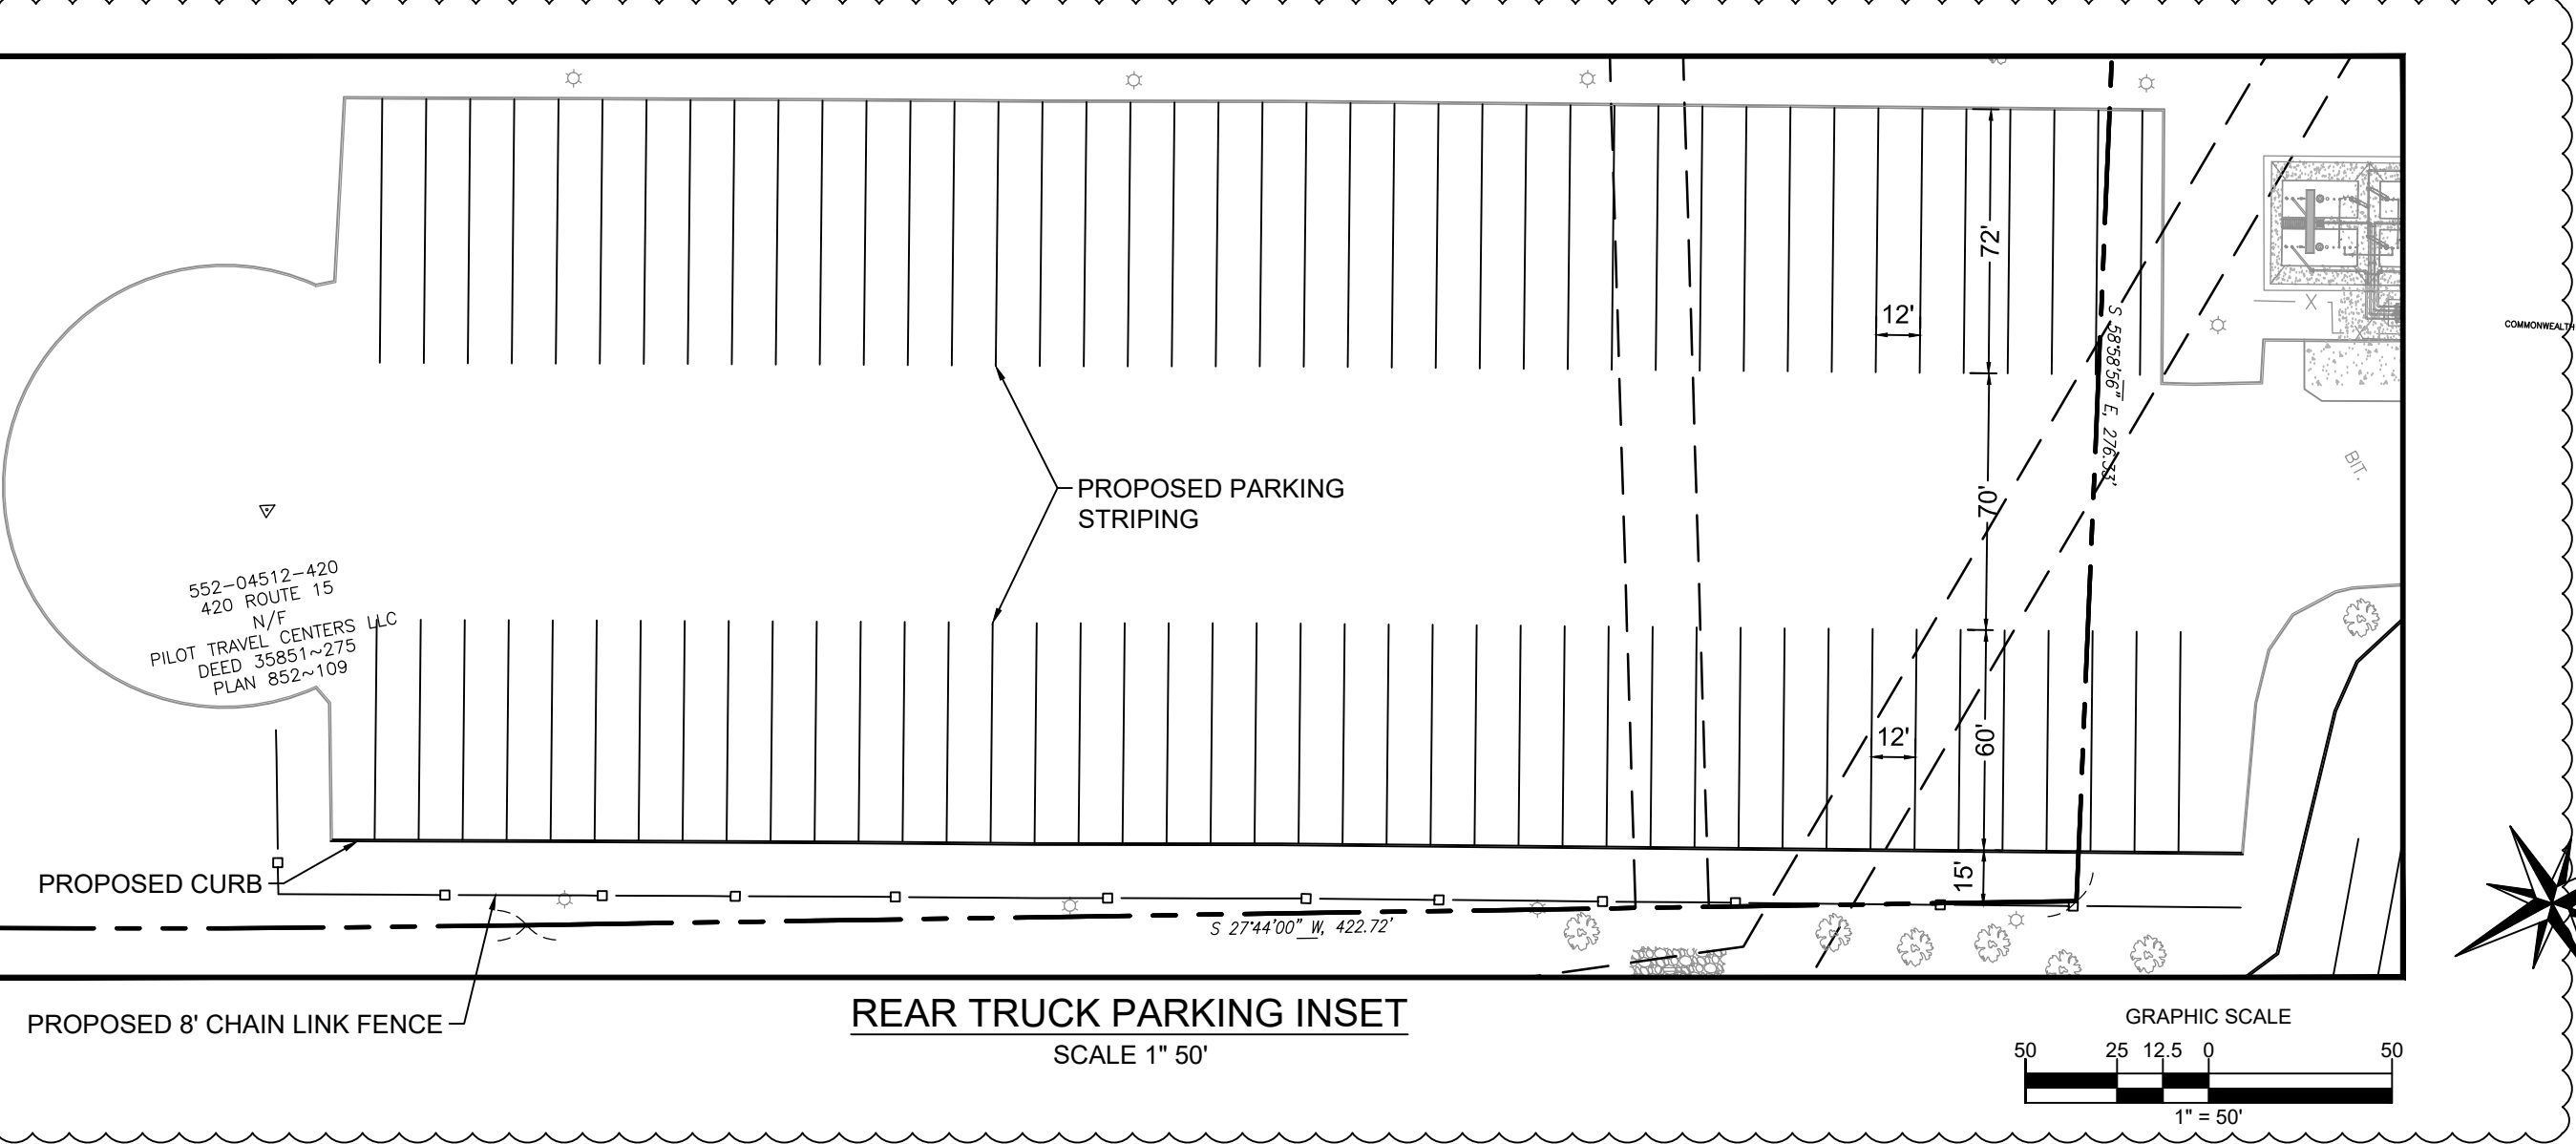 72'
12'
S 58°58'56" E, 276.33'
COMMONWEALTH
PROPOSED PARKING
STRIPING
70'
BIT.
552-04512-420
420 ROUTE 15
N/F
PILOT TRAVEL CENTERS LLC
DEED 35851~275
PLAN 852~109
12'
60'
PROPOSED CURB
15'
S 27°44'00" W, 422.72'
X
PROPOSED 8' CHAIN LINK FENCE
REAR TRUCK PARKING INSET
SCALE 1" 50'
GRAPHIC SCALE
50 25 12.5 0 50
1" = 50'